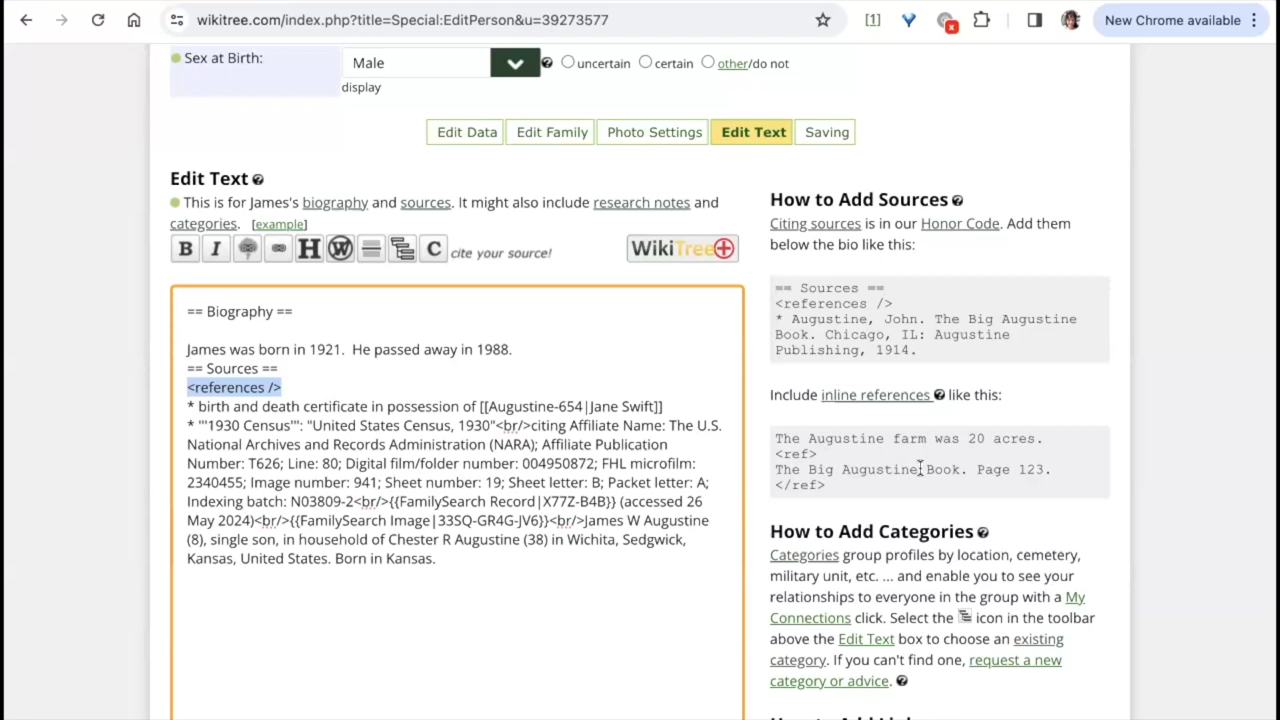 wikitree.com/index.php?title=Special:EditPerson&u=39273577
[1]
New Chrome available
Sex at Birth:
Male
uncertain
certain
other/do not
display
Edit Data
Edit Family
Photo Settings
Edit Text
Saving
Edit Text
This is for James's biography and sources. It might also include research notes and
categories. [example]
B I H W C cite your source!
WikiTree+
== Biography ==
James was born in 1921. He passed away in 1988.
== Sources ==
<references />
* birth and death certificate in possession of [[Augustine-654|Jane Swift]]
* '''1930 Census''': "United States Census, 1930"<br/>citing Affiliate Name: The U.S.
National Archives and Records Administration (NARA); Affiliate Publication
Number: T626; Line: 80; Digital film/folder number: 004950872; FHL microfilm:
2340455; Image number: 941; Sheet number: 19; Sheet letter: B; Packet letter: A;
Indexing batch: N03809-2<br/>{{FamilySearch Record|X77Z-B4B}} (accessed 26
May 2024)<br/>{{FamilySearch Image|33SQ-GR4G-JV6}}<br/>James W Augustine
(8), single son, in household of Chester R Augustine (38) in Wichita, Sedgwick,
Kansas, United States. Born in Kansas.
How to Add Sources
Citing sources is in our Honor Code. Add them
below the bio like this:
== Sources ==
<references />
* Augustine, John. The Big Augustine
Book. Chicago, IL: Augustine
Publishing, 1914.
Include inline references like this:
The Augustine farm was 20 acres.
<ref>
The Big Augustine Book. Page 123.
</ref>
How to Add Categories
Categories group profiles by location, cemetery,
military unit, etc. ... and enable you to see your
relationships to everyone in the group with a My
Connections click. Select the icon in the toolbar
above the Edit Text box to choose an existing
category. If you can't find one, request a new
category or advice.